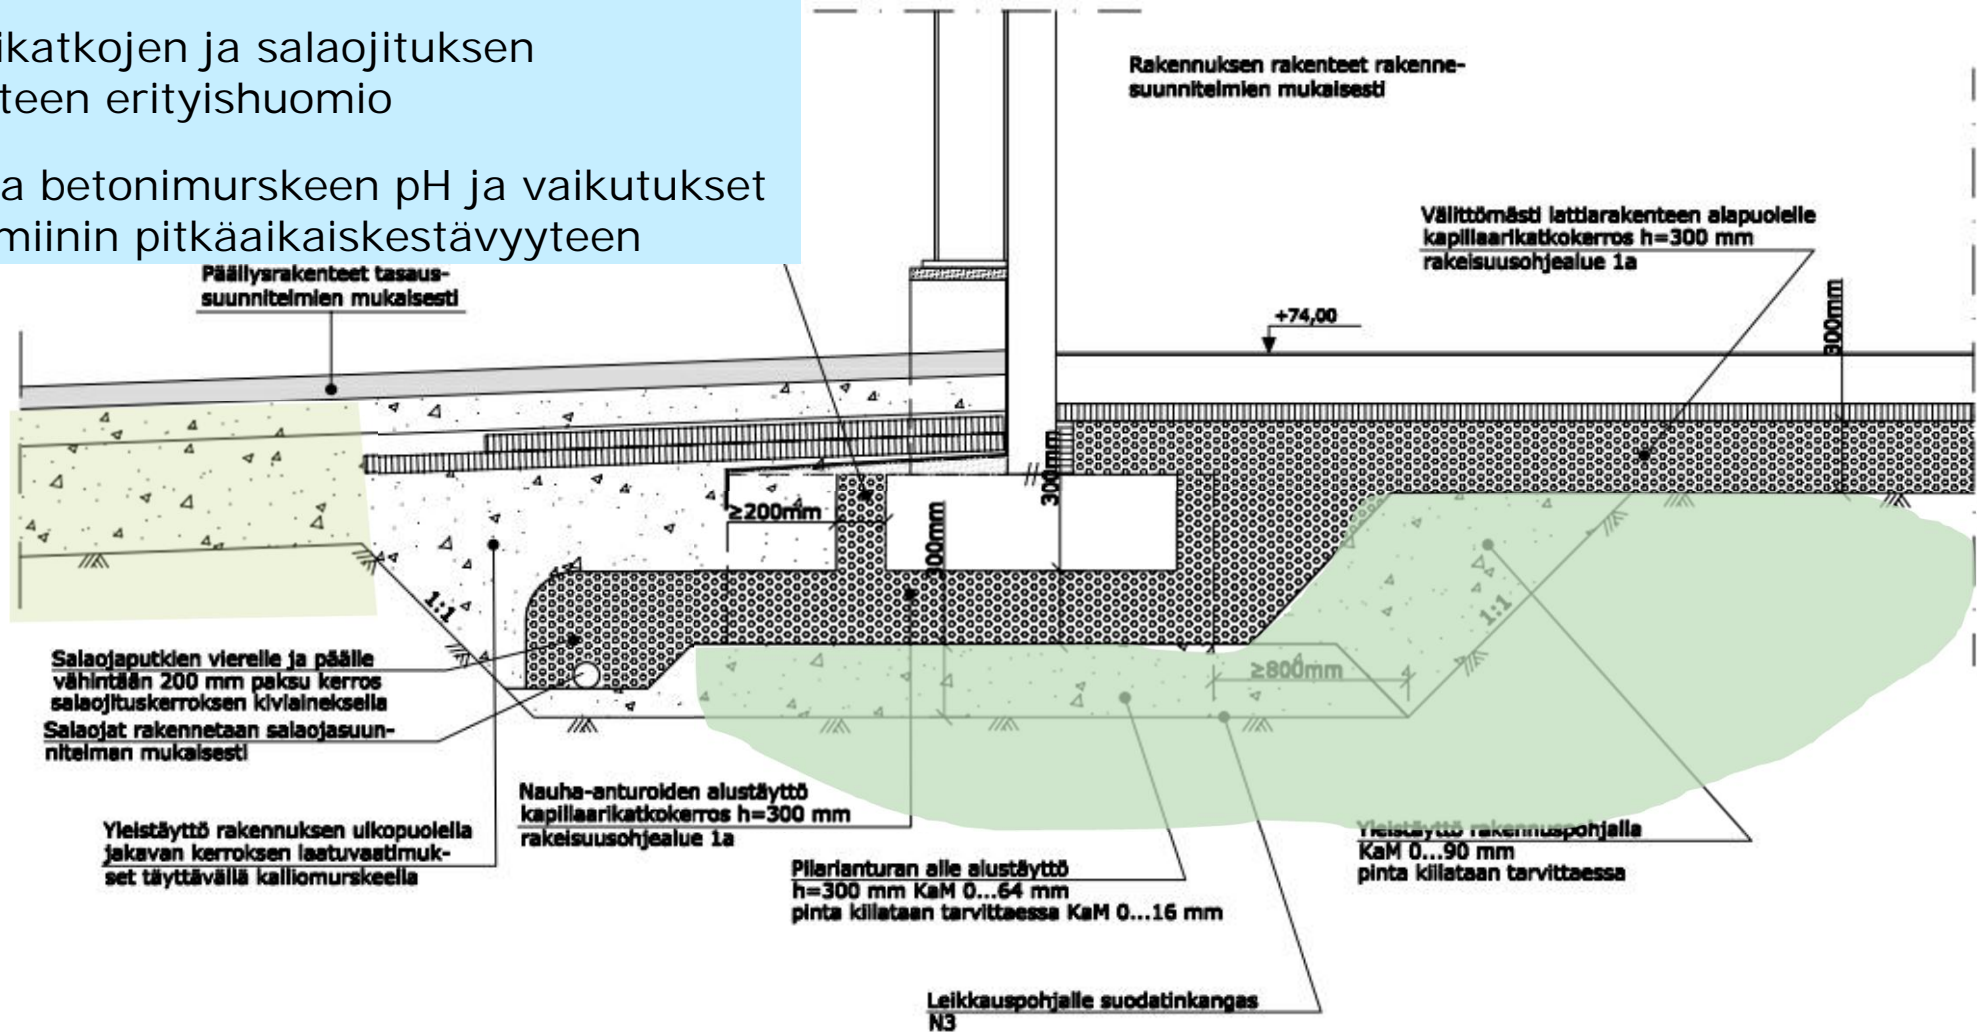 ikatkojen ja salaojituksen
teen erityishuomio
a betonimurskeen pH ja vaikutukset
miinin pitkäaikaiskestävyyteen
Rakennuksen rakenteet rakenne-
suunnitelmien mukaisesti
Välittömästi lattiarakenteen alapuolelle
kapillaarikatkokerros h=300 mm
rakeisuusohjealue 1a
Päällysrakenteet tasaus-
suunnitelmien mukaisesti
+74,00
300mm
300mm
≥200mm
300mm
1:1
1:1
≥800mm
Salaojaputkien vierelle ja päälle
vähintään 200 mm paksu kerros
salaojituskerroksen kiviaineksella
Salaojat rakennetaan salaojasuun-
nitelman mukaisesti
Nauha-anturoiden alustäyttö
kapillaarikatkokerros h=300 mm
rakeisuusohjealue 1a
Yleistäyttö rakennuksen ulkopuolella
jakavan kerroksen laatuvaatimuk-
set täyttävällä kalliomurskeella
Pilarianturan alle alustäyttö
h=300 mm KaM 0...64 mm
pinta kiilataan tarvittaessa KaM 0...16 mm
Yleistäyttö rakennuspohjalla
KaM 0...90 mm
pinta kiilataan tarvittaessa
Leikkauspohjalle suodatinkangas
N3